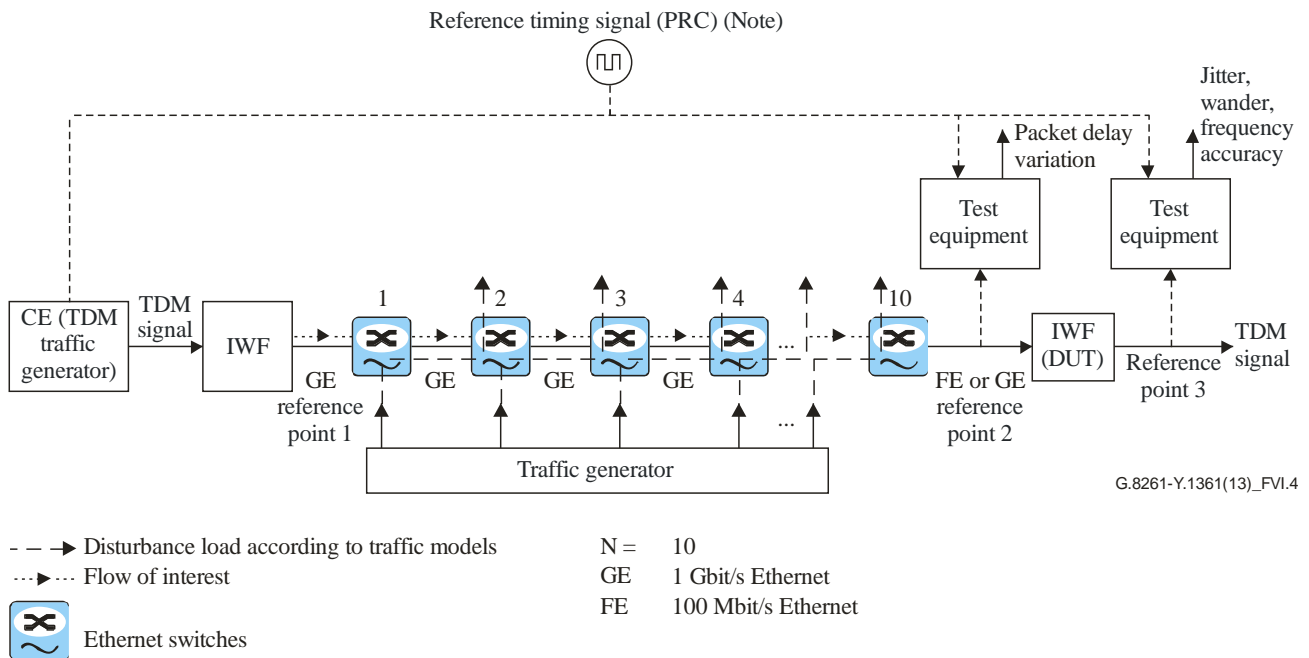 Reference timing signal (PRC) (Note)
Jitter,
wander,
frequency
accuracy
Packet delay
variation
Test
equipment
Test
equipment
CE (TDM
traffic
generator)
TDM
signal
IWF
1
2
3
4
10
...
GE
reference
point 1
GE
GE
GE
FE or GE
reference
point 2
IWF
(DUT)
Reference
point 3
TDM
signal
...
Traffic generator
G.8261-Y.1361(13)_FVI.4
Disturbance load according to traffic models
Flow of interest
Ethernet switches
N = 10
GE 1 Gbit/s Ethernet
FE 100 Mbit/s Ethernet